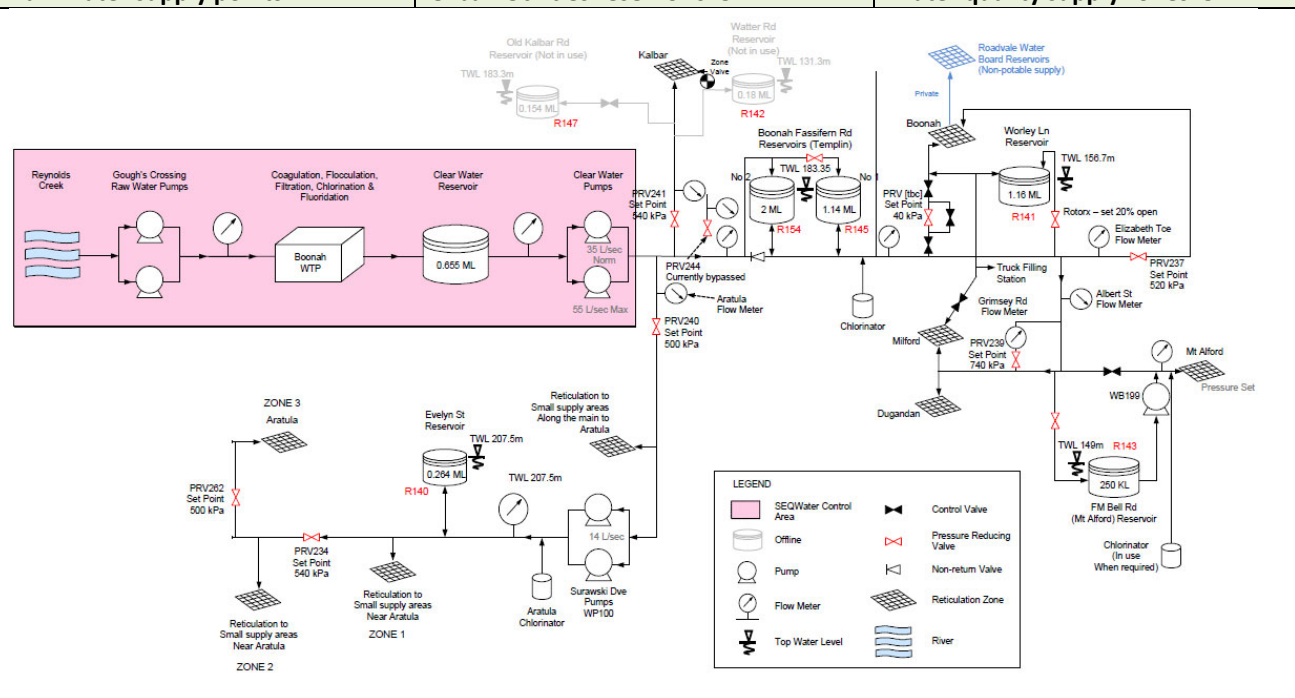 Old Kalbar Rd
Reservoir (Not in use)
TWL 183.3m
0.154 ML
R147
Kalbar
Zone
Valve
Watter Rd
Reservoir
(Not in use)
TWL 131.3m
0.18 ML
R142
Roadvale Water
Board Reservoirs
(Non-potable supply)
Private
Boonah
Worley Ln
Reservoir
TWL 156.7m
1.16 ML
R141
Rotorx – set 20% open
Elizabeth Tce
Flow Meter
PRV237
Set Point
520 kPa
PRV [tbc]
Set Point
40 kPa
Boonah Fassifern Rd
Reservoirs (Templin)
TWL 183.35
No 2
No 1
2 ML
1.14 ML
R154
R145
PRV241
Set Point
540 kPa
PRV244
Currently bypassed
Aratula
Flow Meter
Chlorinator
Truck Filling
Station
Grimsey Rd
Flow Meter
Albert St
Flow Meter
Milford
PRV239
Set Point
740 kPa
Mt Alford
Pressure Set
WB199
Dugandan
TWL 149m
R143
250 KL
FM Bell Rd
(Mt Alford) Reservoir
Chlorinator
(In use
When required)
Reynolds
Creek
Gough's Crossing
Raw Water Pumps
Coagulation, Flocculation,
Filtration, Chlorination &
Fluoridation
Clear Water
Reservoir
Clear Water
Pumps
Boonah
WTP
0.655 ML
35 L/sec
Norm
55 L/sec Max
PRV240
Set Point
500 kPa
ZONE 3
Aratula
Evelyn St
Reservoir
TWL 207.5m
0.264 ML
R140
TWL 207.5m
Reticulation to
Small supply areas
Along the main to
Aratula
PRV262
Set Point
500 kPa
PRV234
Set Point
540 kPa
14 L/sec
Surawski Dve
Pumps
WP100
Aratula
Chlorinator
Reticulation to
Small supply areas
Near Aratula
ZONE 1
Reticulation to
Small supply areas
Near Aratula
ZONE 2
LEGEND
SEQWater Control
Area
Offline
Pump
Flow Meter
Top Water Level
Control Valve
Pressure Reducing
Valve
Non-return Valve
Reticulation Zone
River